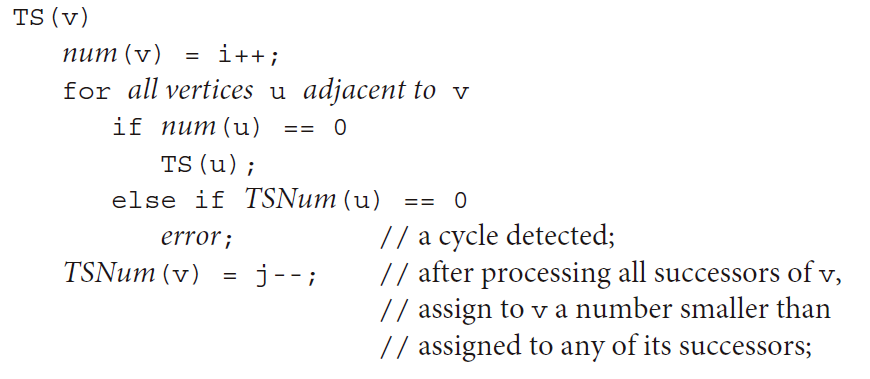 TS(v)
num(v) = i++;
for all vertices u adjacent to v
if num(u) == 0
TS(u);
else if TSNum(u) == 0
error; // a cycle detected;
TSNum(v) = j--; // after processing all successors of v,
// assign to v a number smaller than
// assigned to any of its successors;